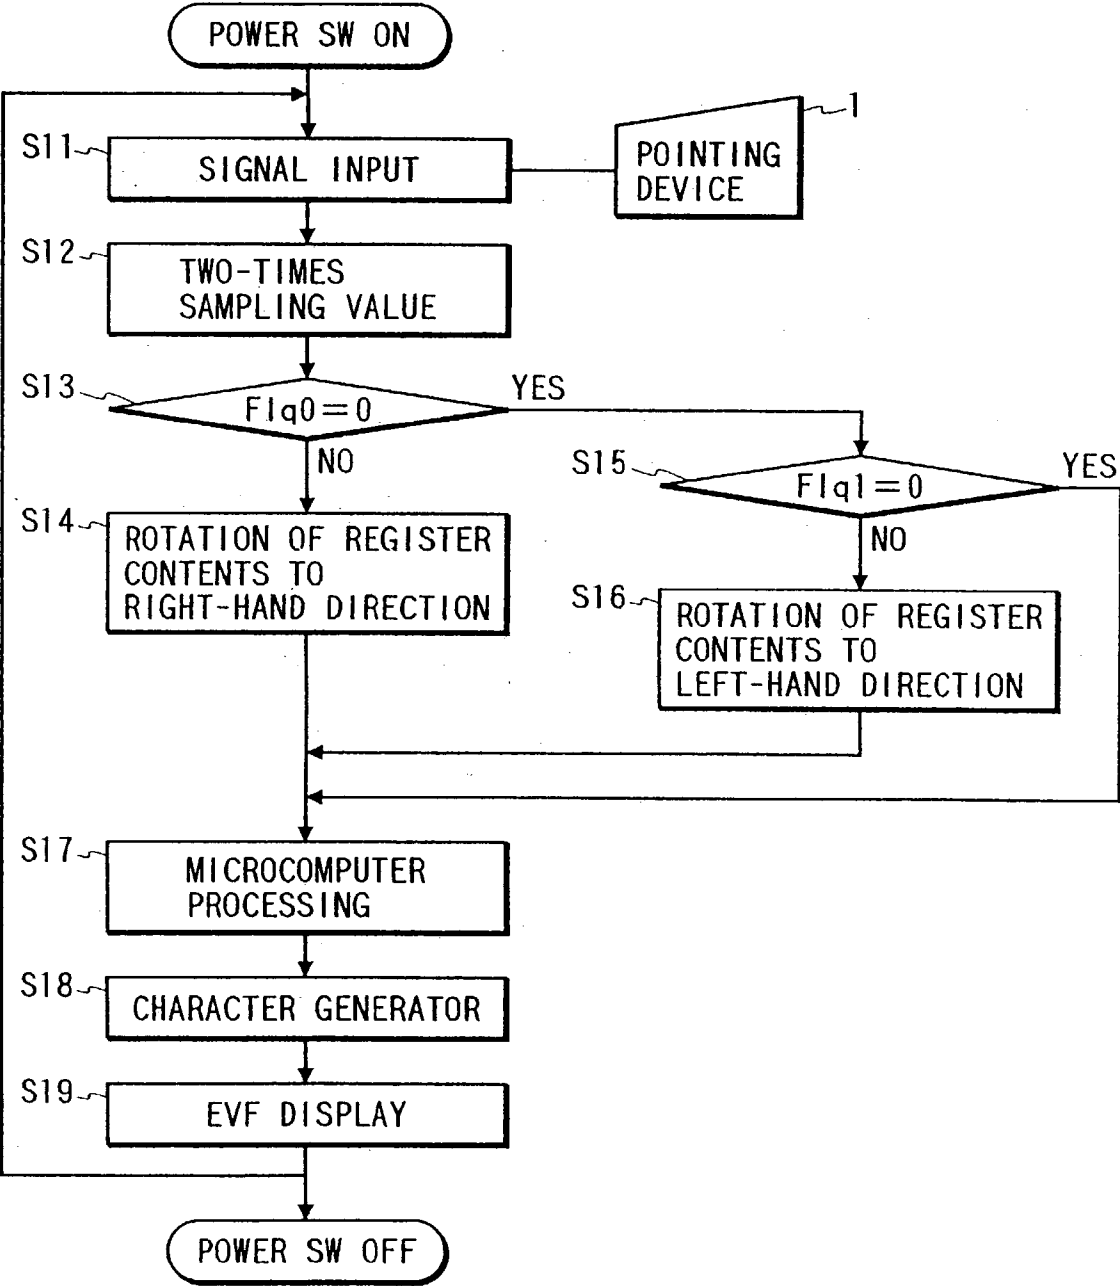 POWER SW ON
1
S11
SIGNAL INPUT
POINTING
DEVICE
S12
TWO-TIMES
SAMPLING VALUE
S13
Flq0=0
YES
NO
S15
Flq1=0
YES
NO
S14
ROTATION OF REGISTER
CONTENTS TO
RIGHT-HAND DIRECTION
S16
ROTATION OF REGISTER
CONTENTS TO
LEFT-HAND DIRECTION
S17
MICROCOMPUTER
PROCESSING
S18
CHARACTER GENERATOR
S19
EVF DISPLAY
POWER SW OFF